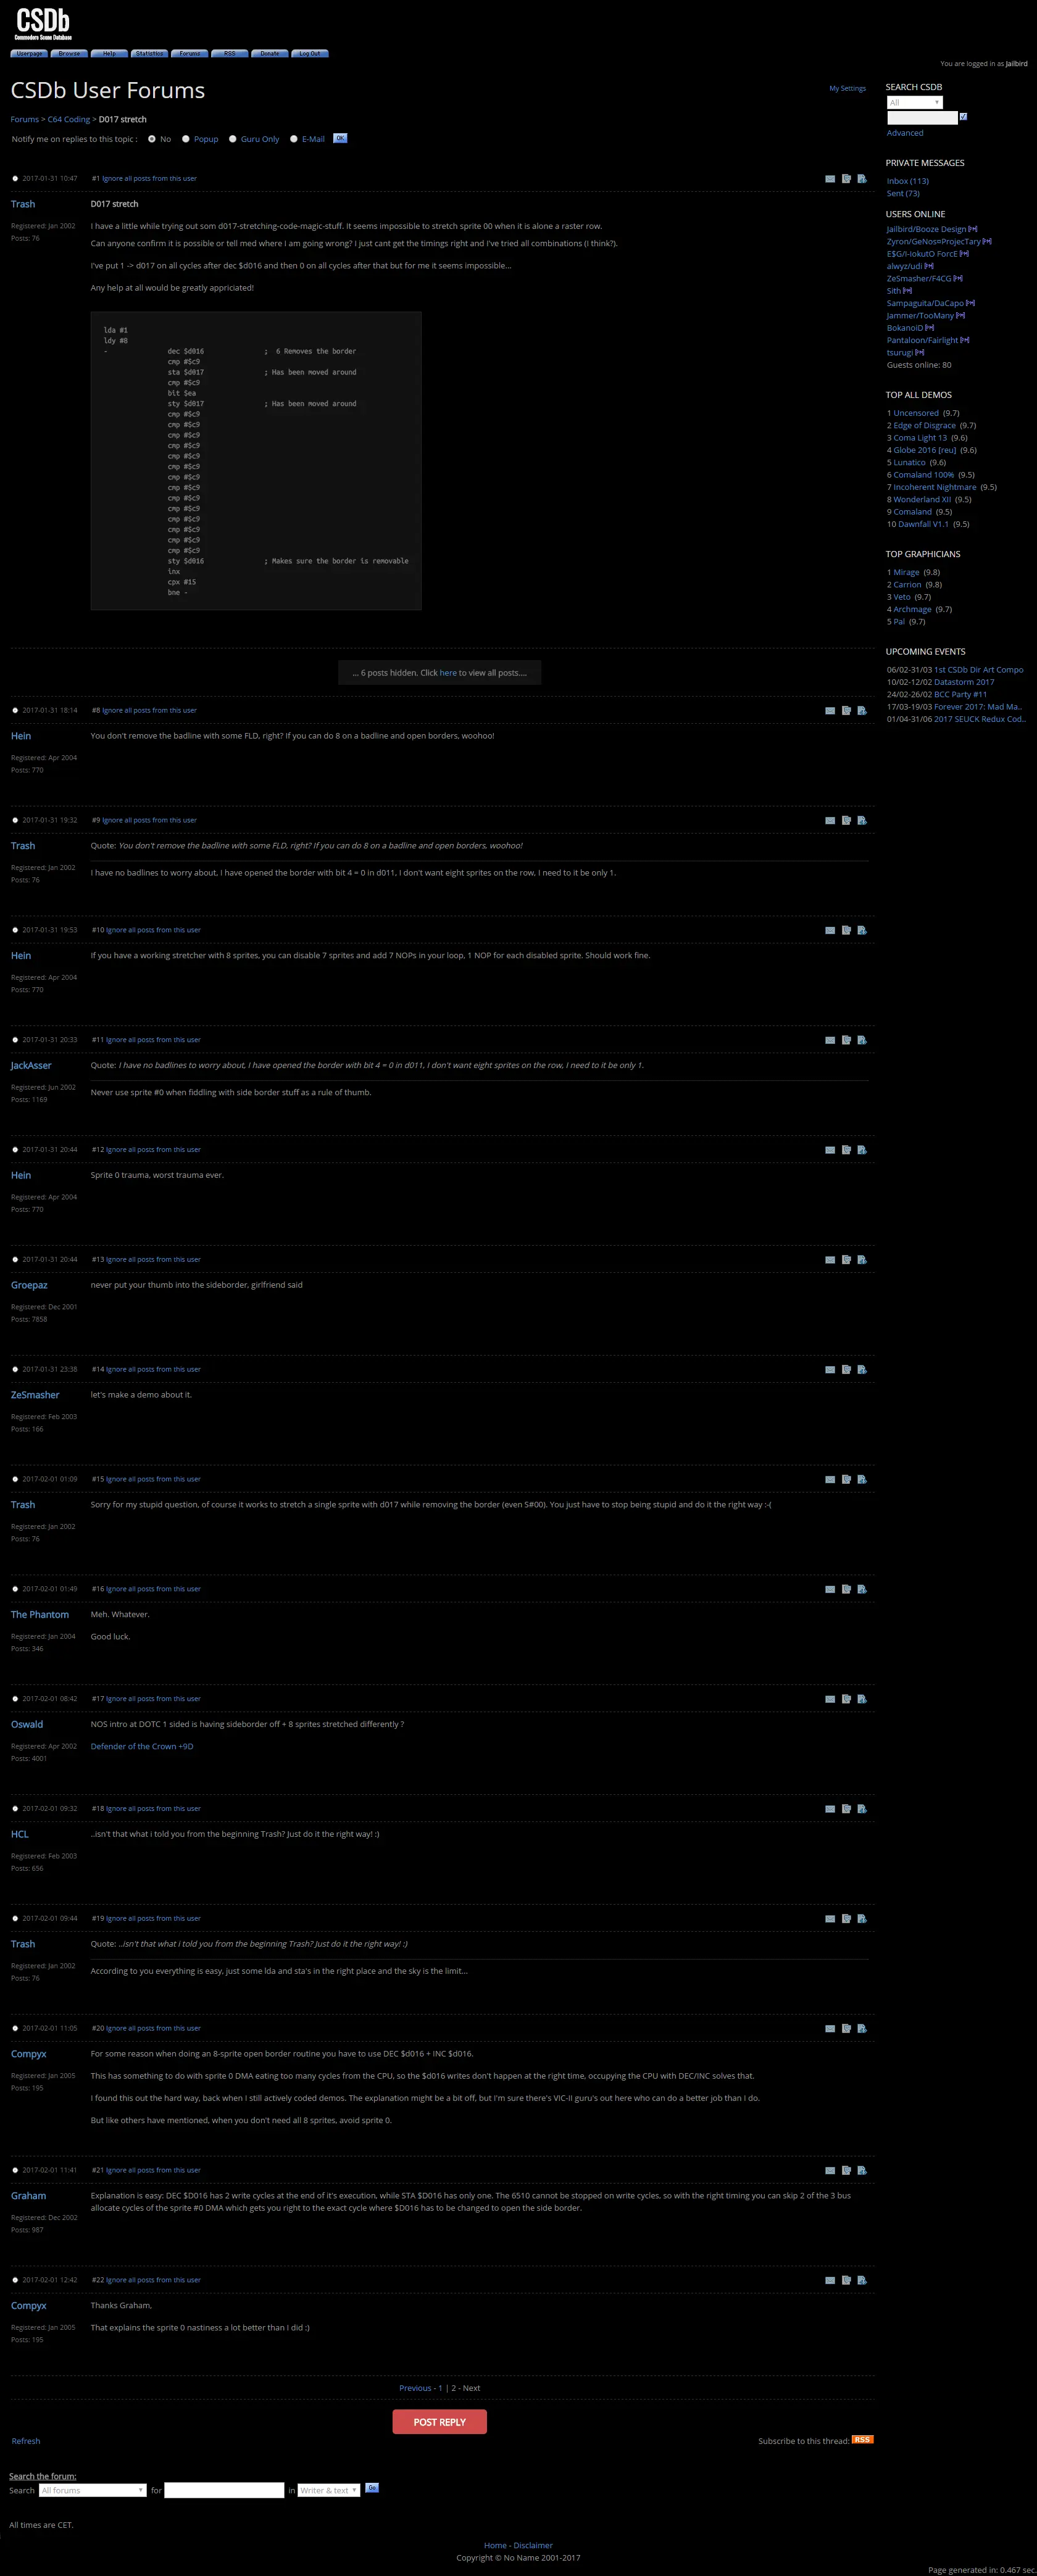 CSDb
Commodore Scene Database
Userpage Browse Help Statistics Forums RSS Donate Log Out
You are logged in as Jailbird
CSDb User Forums
My Settings
Forums > C64 Coding > D017 stretch
Notify me on replies to this topic : No Popup Guru Only E-Mail OK
2017-01-31 10:47 #1 Ignore all posts from this user
Trash
Registered: Jan 2002
Posts: 76
D017 stretch
I have a little while trying out som d017-stretching-code-magic-stuff. It seems impossible to stretch sprite 00 when it is alone a raster row.
Can anyone confirm it is possible or tell med where I am going wrong? I just cant get the timings right and I've tried all combinations (I think?).
I've put 1 -> d017 on all cycles after dec $d016 and then 0 on all cycles after that but for me it seems impossible...
Any help at all would be greatly appriciated!
lda #1
ldy #8
- dec $d016 ; 6 Removes the border
cmp #$c9
sta $d017 ; Has been moved around
cmp #$c9
bit $ea
sty $d017 ; Has been moved around
cmp #$c9
cmp #$c9
cmp #$c9
cmp #$c9
cmp #$c9
cmp #$c9
cmp #$c9
cmp #$c9
cmp #$c9
cmp #$c9
cmp #$c9
cmp #$c9
cmp #$c9
cmp #$c9
sty $d016 ; Makes sure the border is removable
inx
cpx #15
bne -
... 6 posts hidden. Click here to view all posts....
2017-01-31 18:14 #8 Ignore all posts from this user
Hein
Registered: Apr 2004
Posts: 770
You don't remove the badline with some FLD, right? If you can do 8 on a badline and open borders, woohoo!
2017-01-31 19:32 #9 Ignore all posts from this user
Trash
Registered: Jan 2002
Posts: 76
Quote: You don't remove the badline with some FLD, right? If you can do 8 on a badline and open borders, woohoo!
I have no badlines to worry about, I have opened the border with bit 4 = 0 in d011, I don't want eight sprites on the row, I need to it be only 1.
2017-01-31 19:53 #10 Ignore all posts from this user
Hein
Registered: Apr 2004
Posts: 770
If you have a working stretcher with 8 sprites, you can disable 7 sprites and add 7 NOPs in your loop, 1 NOP for each disabled sprite. Should work fine.
2017-01-31 20:33 #11 Ignore all posts from this user
JackAsser
Registered: Jun 2002
Posts: 1169
Quote: I have no badlines to worry about, I have opened the border with bit 4 = 0 in d011, I don't want eight sprites on the row, I need to it be only 1.
Never use sprite #0 when fiddling with side border stuff as a rule of thumb.
2017-01-31 20:44 #12 Ignore all posts from this user
Hein
Registered: Apr 2004
Posts: 770
Sprite 0 trauma, worst trauma ever.
2017-01-31 20:44 #13 Ignore all posts from this user
Groepaz
Registered: Dec 2001
Posts: 7858
never put your thumb into the sideborder, girlfriend said
2017-01-31 23:38 #14 Ignore all posts from this user
ZeSmasher
Registered: Feb 2003
Posts: 166
let's make a demo about it.
2017-02-01 01:09 #15 Ignore all posts from this user
Trash
Registered: Jan 2002
Posts: 76
Sorry for my stupid question, of course it works to stretch a single sprite with d017 while removing the border (even S#00). You just have to stop being stupid and do it the right way :-(
2017-02-01 01:49 #16 Ignore all posts from this user
The Phantom
Registered: Jan 2004
Posts: 346
Meh. Whatever.
Good luck.
2017-02-01 08:42 #17 Ignore all posts from this user
Oswald
Registered: Apr 2002
Posts: 4001
NOS intro at DOTC 1 sided is having sideborder off + 8 sprites stretched differently ?
Defender of the Crown +9D
2017-02-01 09:32 #18 Ignore all posts from this user
HCL
Registered: Feb 2003
Posts: 656
..isn't that what i told you from the beginning Trash? Just do it the right way! :)
2017-02-01 09:44 #19 Ignore all posts from this user
Trash
Registered: Jan 2002
Posts: 76
Quote: ..isn't that what i told you from the beginning Trash? Just do it the right way! :)
According to you everything is easy, just some lda and sta's in the right place and the sky is the limit...
2017-02-01 11:05 #20 Ignore all posts from this user
Compyx
Registered: Jan 2005
Posts: 195
For some reason when doing an 8-sprite open border routine you have to use DEC $d016 + INC $d016.
This has something to do with sprite 0 DMA eating too many cycles from the CPU, so the $d016 writes don't happen at the right time, occupying the CPU with DEC/INC solves that.
I found this out the hard way, back when I still actively coded demos. The explanation might be a bit off, but I'm sure there's VIC-II guru's out here who can do a better job than I do.
But like others have mentioned, when you don't need all 8 sprites, avoid sprite 0.
2017-02-01 11:41 #21 Ignore all posts from this user
Graham
Registered: Dec 2002
Posts: 987
Explanation is easy: DEC $D016 has 2 write cycles at the end of it's execution, while STA $D016 has only one. The 6510 cannot be stopped on write cycles, so with the right timing you can skip 2 of the 3 bus
allocate cycles of the sprite #0 DMA which gets you right to the exact cycle where $D016 has to be changed to open the side border.
2017-02-01 12:42 #22 Ignore all posts from this user
Compyx
Registered: Jan 2005
Posts: 195
Thanks Graham,
That explains the sprite 0 nastiness a lot better than I did :)
Previous - 1 | 2 - Next
POST REPLY
Refresh
Subscribe to this thread: RSS
Search the forum:
Search All forums for in Writer & text Go
All times are CET.
Home - Disclaimer
Copyright © No Name 2001-2017
Page generated in: 0.467 sec.
SEARCH CSDB
All
Advanced
PRIVATE MESSAGES
Inbox (113)
Sent (73)
USERS ONLINE
Jailbird/Booze Design
Zyron/GeNos¤ProjecTary
E$G/HokutO ForcE
alwyz/udi
ZeSmasher/F4CG
Sith
Sampaguita/DaCapo
Jammer/TooMany
BokanoiD
Pantaloon/Fairlight
tsurugi
Guests online: 80
TOP ALL DEMOS
1 Uncensored (9.7)
2 Edge of Disgrace (9.7)
3 Coma Light 13 (9.6)
4 Globe 2016 [reu] (9.6)
5 Lunatico (9.6)
6 Comaland 100% (9.5)
7 Incoherent Nightmare (9.5)
8 Wonderland XII (9.5)
9 Comaland (9.5)
10 Dawnfall V1.1 (9.5)
TOP GRAPHICIANS
1 Mirage (9.8)
2 Carrion (9.8)
3 Veto (9.7)
4 Archmage (9.7)
5 Pal (9.7)
UPCOMING EVENTS
06/02-31/03 1st CSDb Dir Art Compo
10/02-12/02 Datastorm 2017
24/02-26/02 BCC Party #11
17/03-19/03 Forever 2017: Mad Ma..
01/04-31/06 2017 SEUCK Redux Cod..